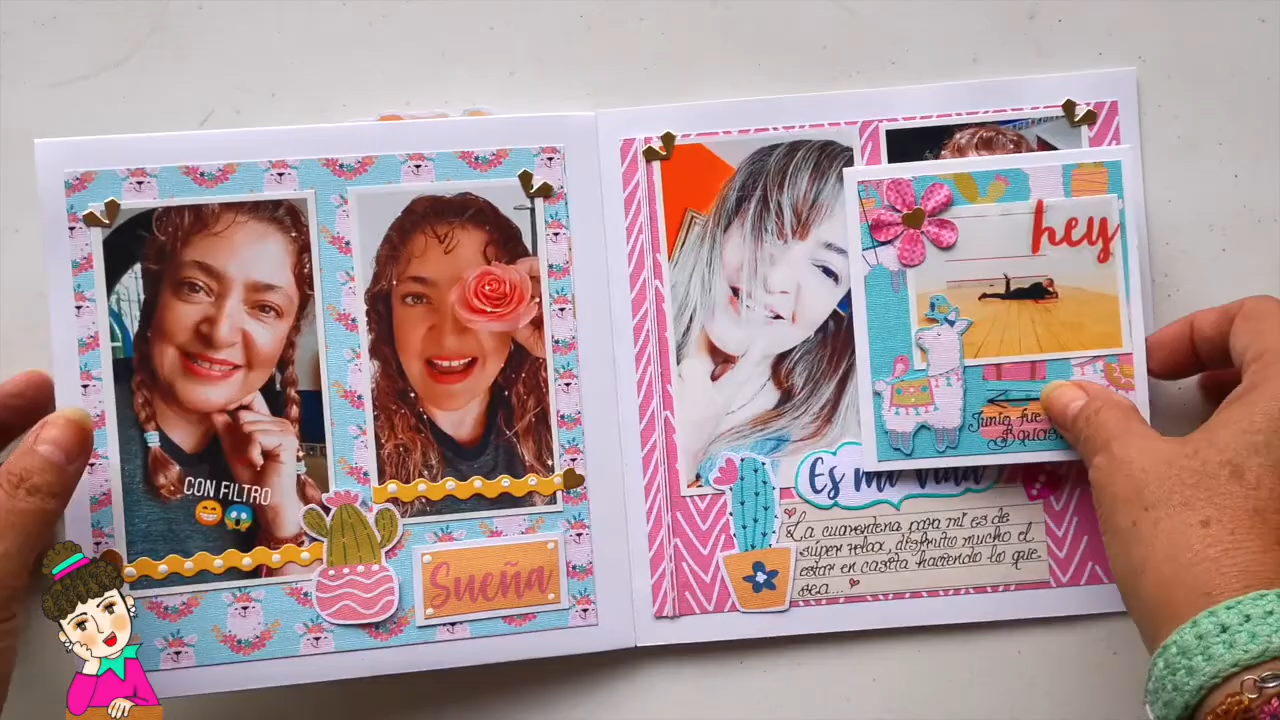 CON FILTRO
Sueña
hey
Junio fue
Es mi vida
La cuarentena para mi es de
súper relax, disfruto mucho el
estar en casita haciendo lo que
sea...